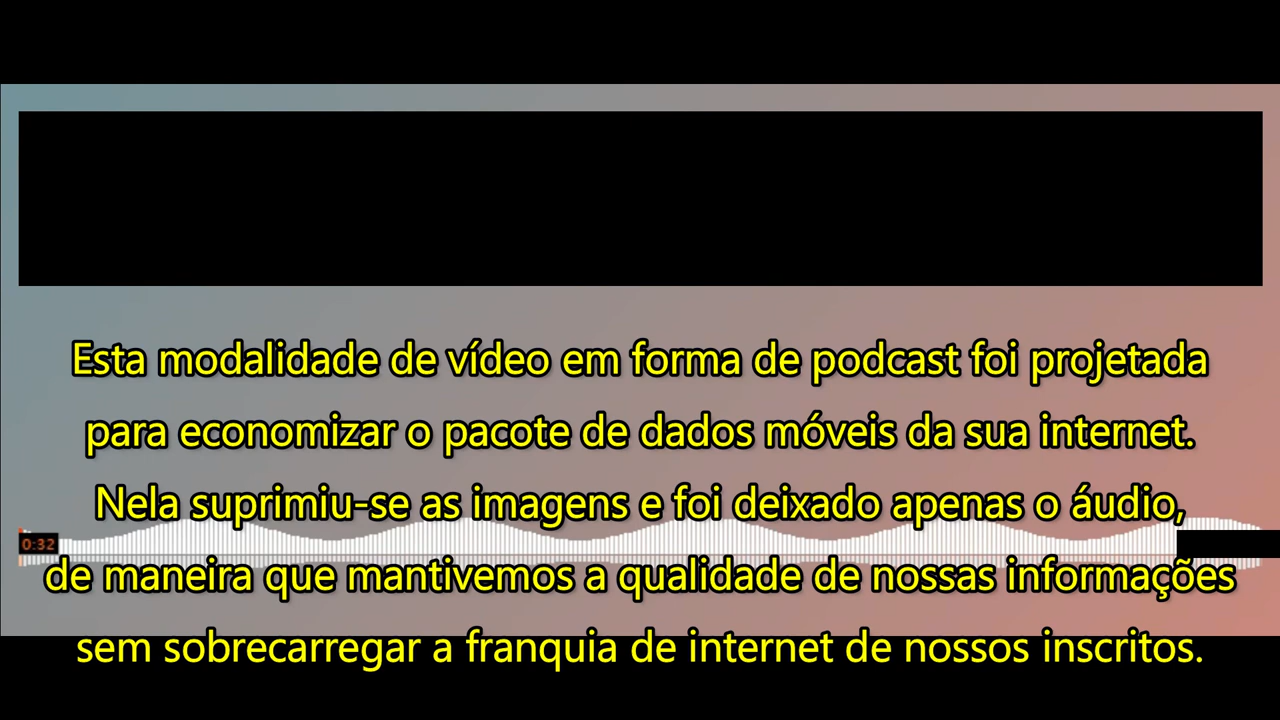 Esta modalidade de vídeo em forma de podcast foi projetada
para economizar o pacote de dados móveis da sua internet.
Nela suprimiu-se as imagens e foi deixado apenas o áudio,
0:32
de maneira que mantivemos a qualidade de nossas informações
sem sobrecarregar a franquia de internet de nossos inscritos.